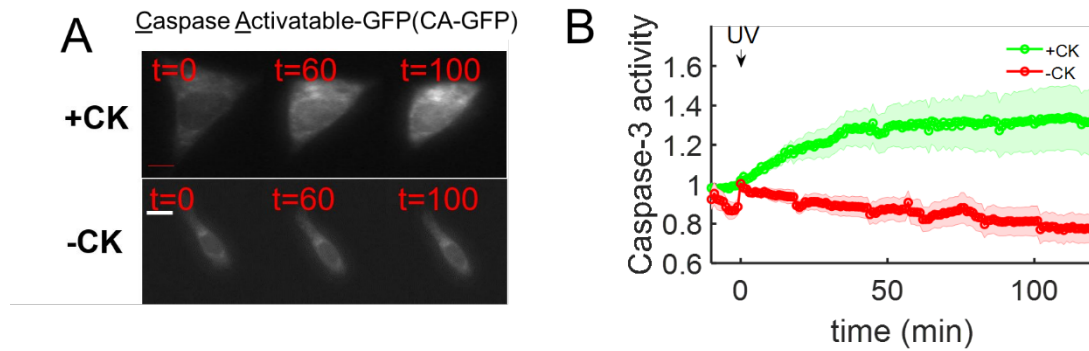 A
Caspase Activatable-GFP(CA-GFP)
+CK
t=0 t=60 t=100
-CK
t=0 t=60 t=100
B
UV
+CK
-CK
Caspase-3 activity
1.6
1.4
1.2
1
0.8
0.6
0 50 100
time (min)